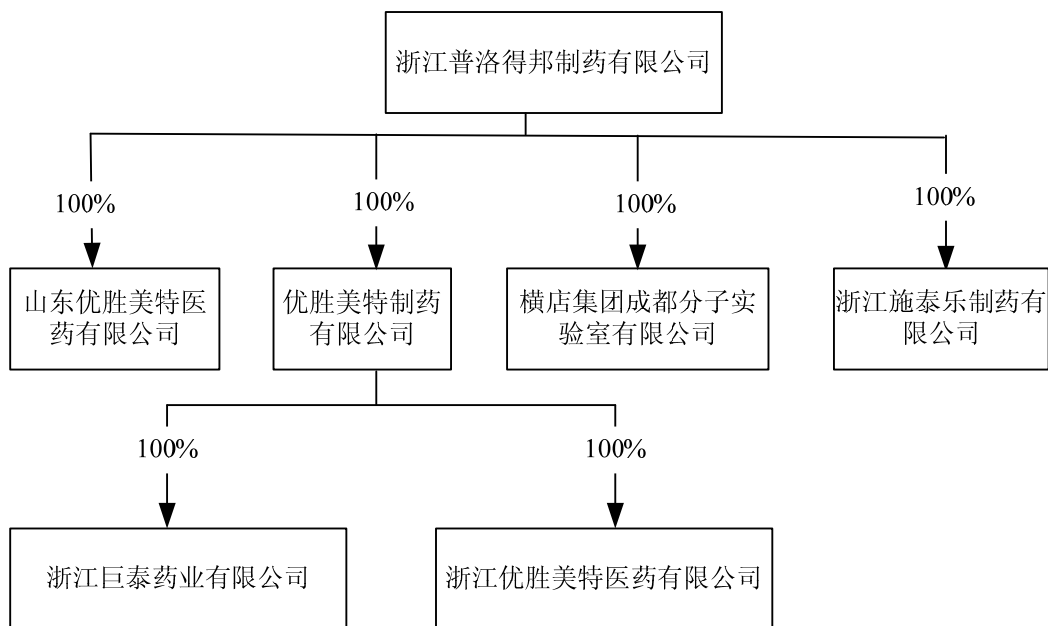 浙江普洛得邦制药有限公司
100%
100%
100%
100%
山东优胜美特医
药有限公司
优胜美特制药
有限公司
横店集团成都分子实
验室有限公司
浙江施泰乐制药有
限公司
100%
100%
浙江巨泰药业有限公司
浙江优胜美特医药有限公司